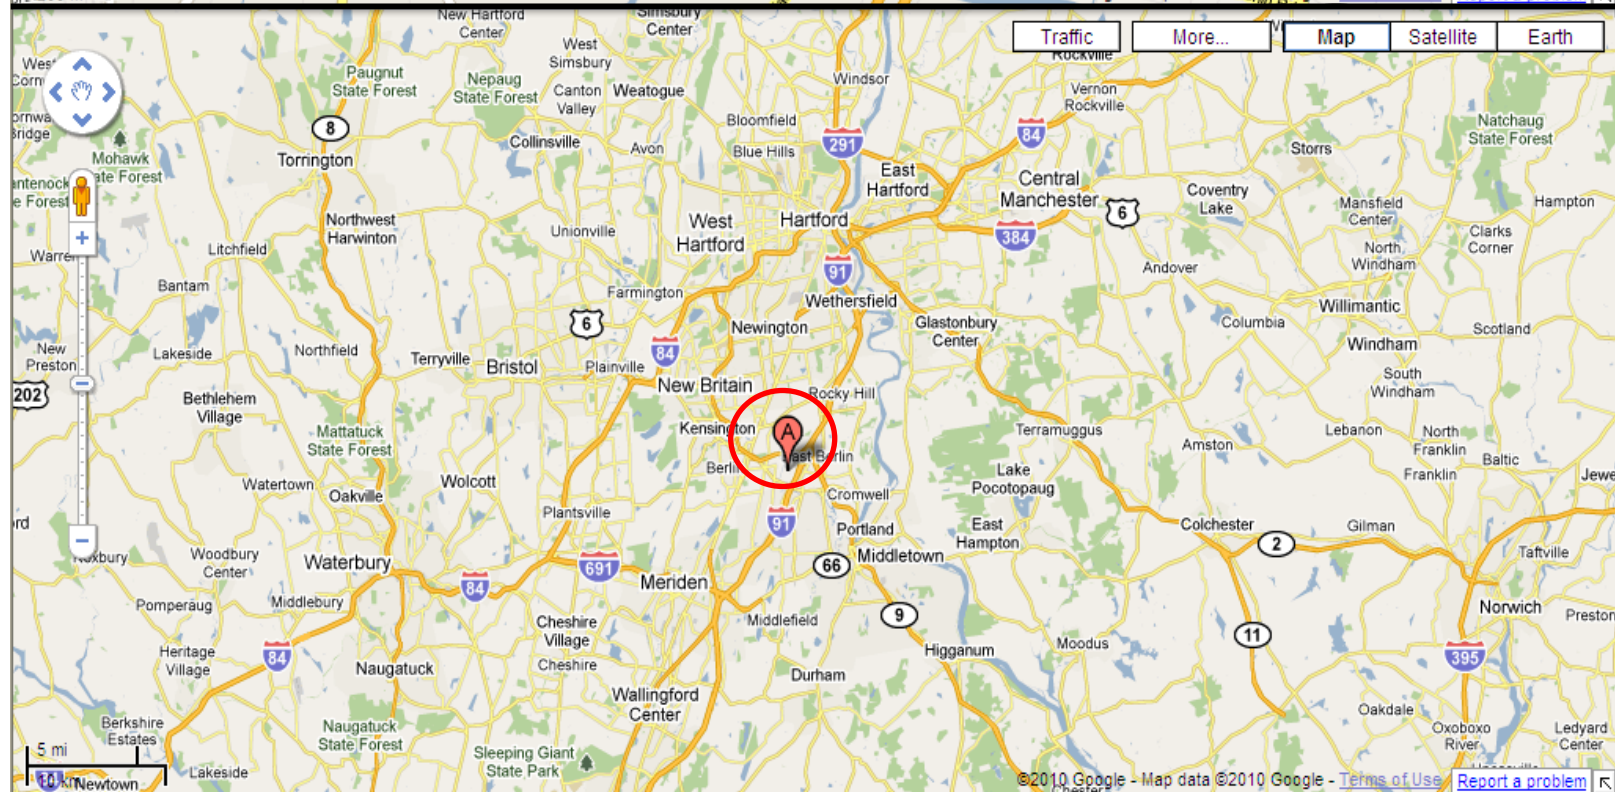 New Hartford
Center
Simsbury
Center
Traffic
More...
Map
Satellite
Earth
Rockville
West
Simsbury
Paugnut
State Forest
Nepaug
State Forest
Canton
Valley
Weatogue
Windsor
Vernon
Rockville
8
Bloomfield
291
84
Natchaug
State Forest
Collinsville
Avon
Blue Hills
Storrs
Mohawk
State Forest
Torrington
East
Hartford
Central
Manchester
6
Coventry
Lake
Mansfield
Center
Hampton
Northwest
Harwinton
Unionville
West
Hartford
Hartford
384
Clarks
Corner
Litchfield
North
Windham
Warren
91
Andover
Bantam
Farmington
Wethersfield
Willimantic
6
Newington
Glastonbury
Center
Columbia
Scotland
New
Preston
Lakeside
Northfield
Terryville
Bristol
Plainville
84
Windham
202
New Britain
Rocky Hill
South
Windham
Bethlehem
Village
Mattatuck
State Forest
Kensington
A
East Berlin
Berlin
Terramuggus
Amston
Lebanon
North
Franklin
Franklin
Baltic
Jewe
Watertown
Oakville
Wolcott
Lake
Pocotopaug
Cromwell
Plantsville
91
Portland
East
Hampton
Colchester
2
Gilman
Taftville
Woodbury
Center
Waterbury
691
66
Middletown
84
Meriden
Pomperaug
Middlebury
Cheshire
Village
Middlefield
9
Norwich
Preston
11
Heritage
Village
84
Naugatuck
Cheshire
Higganum
Moodus
395
Durham
Wallingford
Center
Berkshire
Estates
Naugatuck
State Forest
Oakdale
Oxoboxo
River
Ledyard
Center
Sleeping Giant
State Park
5 mi
10 km
Newtown
Lakeside
©2010 Google - Map data ©2010 Google - Terms of Use
Report a problem